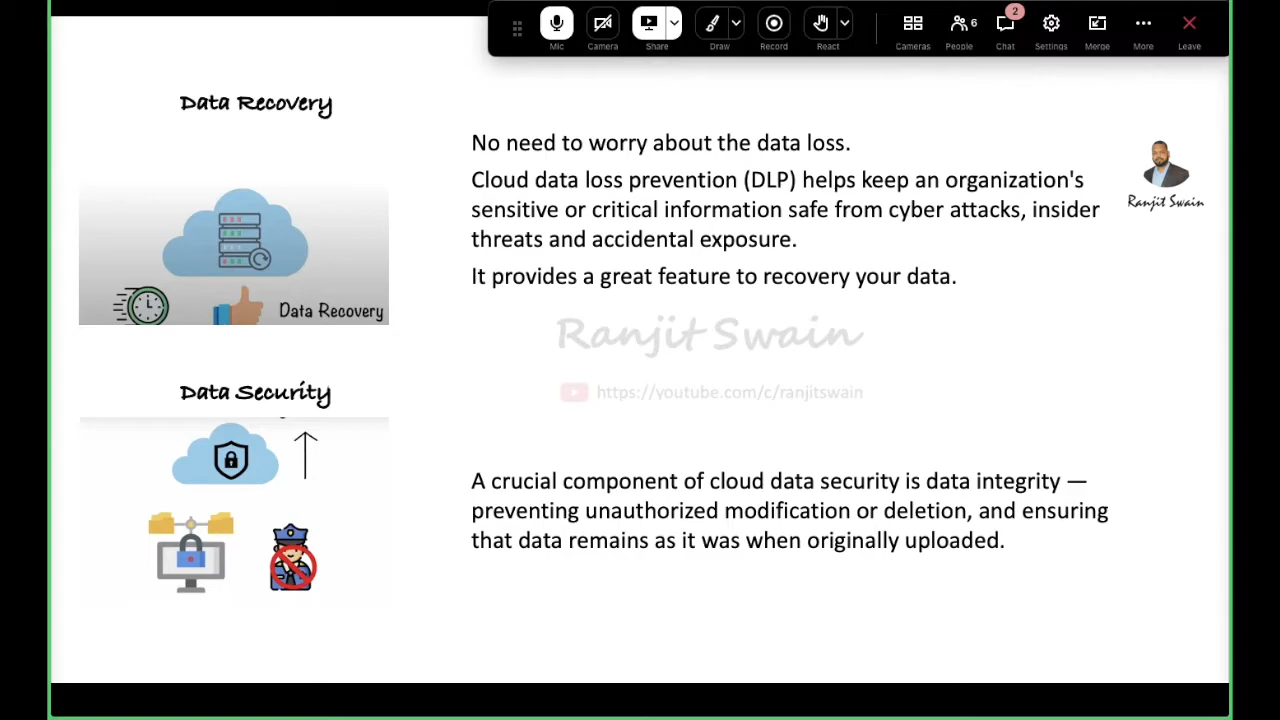 2
6
Mic
Camera
Share
Draw
Record
React
Cameras
People
Chat
Settings
Merge
More
Leave
Data Recovery
No need to worry about the data loss.
Cloud data loss prevention (DLP) helps keep an organization's
sensitive or critical information safe from cyber attacks, insider
threats and accidental exposure.
It provides a great feature to recovery your data.
Ranjit Swain
Data Recovery
Ranjit Swain
https://youtube.com/c/ranjitswain
Data Security
A crucial component of cloud data security is data integrity —
preventing unauthorized modification or deletion, and ensuring
that data remains as it was when originally uploaded.